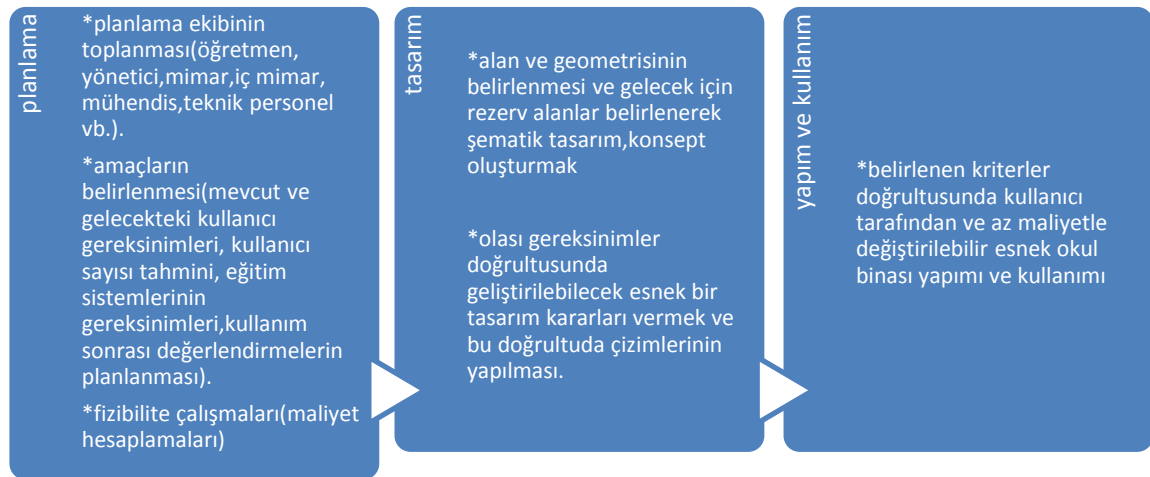 planlama
*planlama ekibinin
toplanması(öğretmen,
yönetici,mimar,iç mimar,
mühendis,teknik personel
vb.).
*amaçların
belirlenmesi(mevcut ve
gelecekteki kullanıcı
gereksinimleri, kullanıcı
sayısı tahmini, eğitim
sistemlerinin
gereksinimleri,kullanım
sonrası değerlendirmelerin
planlanması).
*fizibilite çalışmaları(maliyet
hesaplamaları)
tasarım
*alan ve geometrisinin
belirlenmesi ve gelecek için
rezerv alanlar belirlenerek
şematik tasarım,konsept
oluşturmak
*olası gereksinimler
doğrultusunda
geliştirilebilecek esnek bir
tasarım kararları vermek ve
bu doğrultuda çizimlerinin
yapılması.
yapım ve kullanım
*belirlenen kriterler
doğrultusunda kullanıcı
tarafından ve az maliyetle
değiştirilebilir esnek okul
binası yapımı ve kullanımı